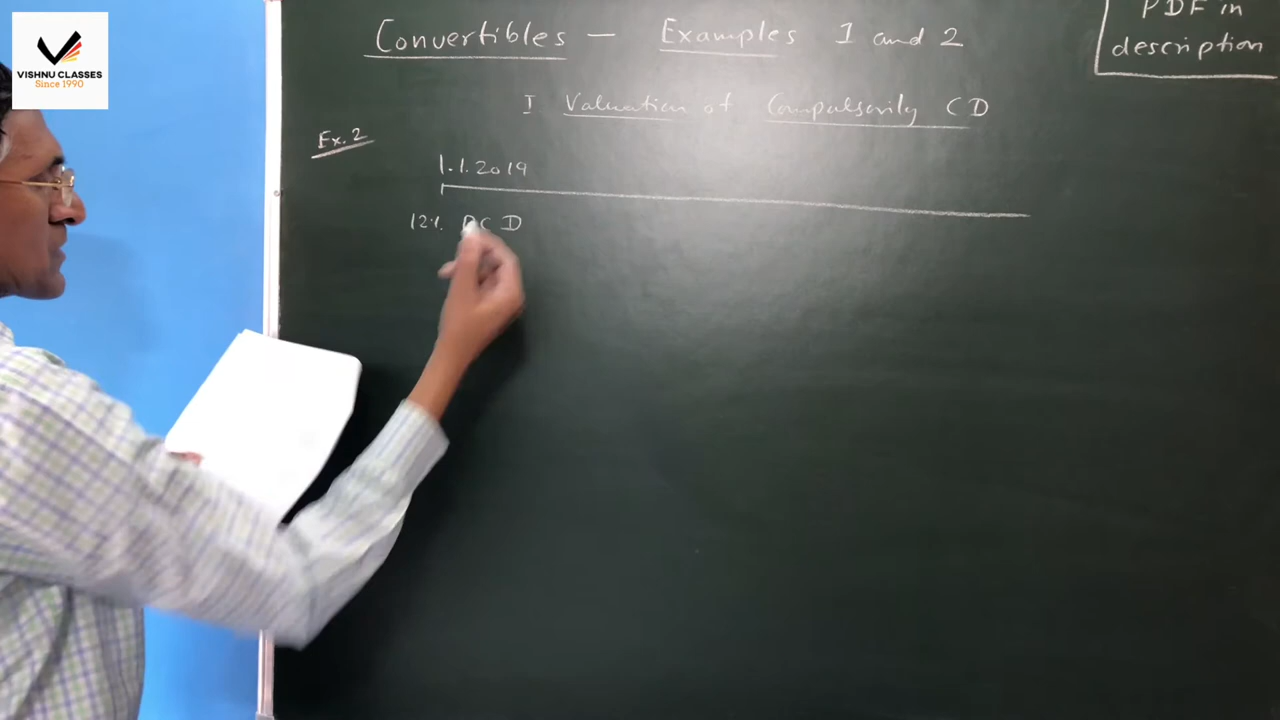 VISHNU CLASSES
Since 1990
Convertibles — Examples 1 and 2
PDF in
description
I Valuation of Compulsorily CD
Ex. 2
1.1.2019
12% PCD